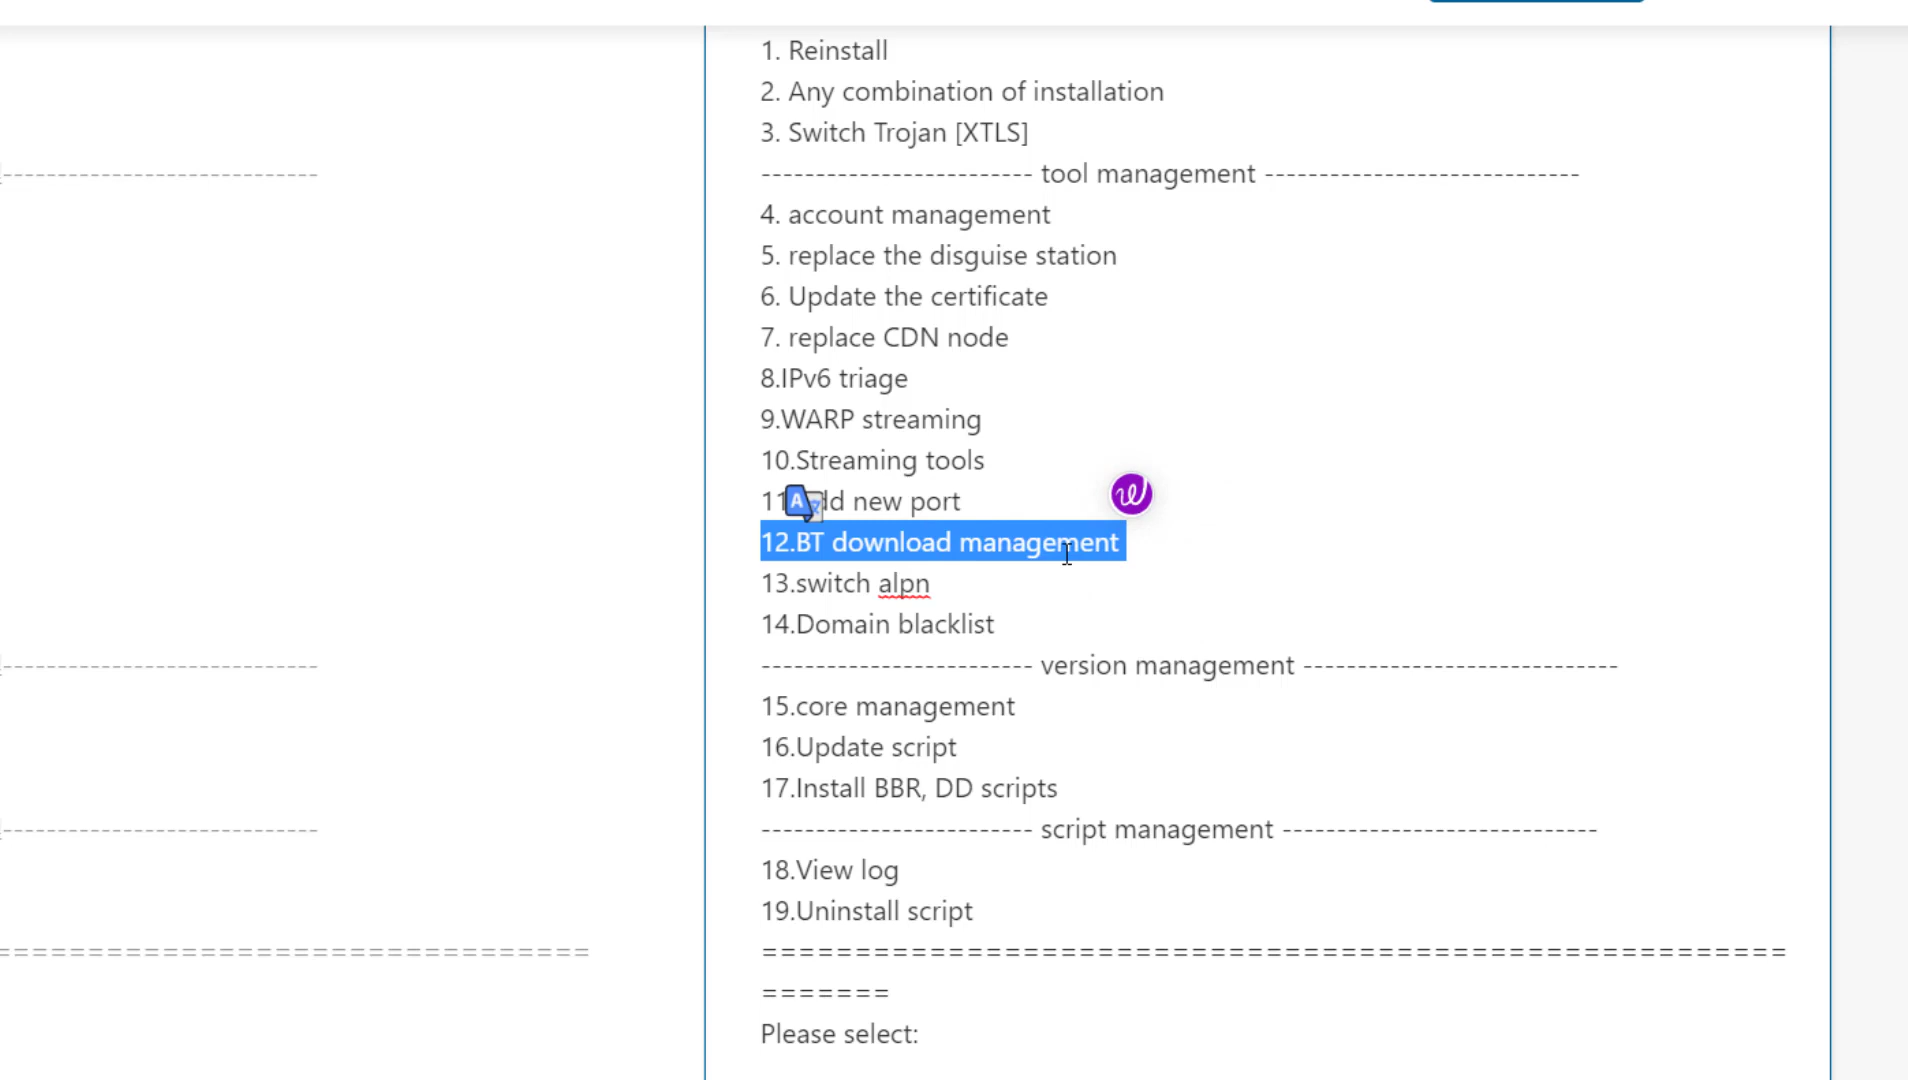 1. Reinstall
2. Any combination of installation
3. Switch Trojan [XTLS]
------------------------- tool management -----------------------------
4. account management
5. replace the disguise station
6. Update the certificate
7. replace CDN node
8.IPv6 triage
9.WARP streaming
10.Streaming tools
11 new port
12.BT download management
13.switch alpn
14.Domain blacklist
------------------------- version management -----------------------------
15.core management
16.Update script
17.Install BBR, DD scripts
------------------------- script management -----------------------------
18.View log
19.Uninstall script
=======================================================
=======
Please select: